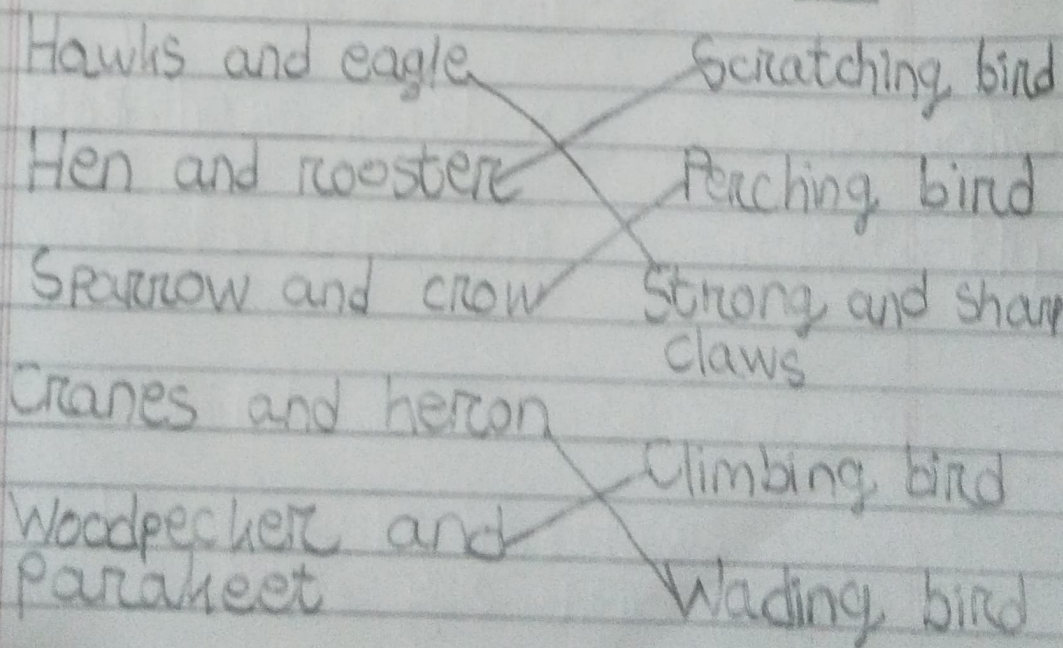 Hawks and eagle Scratching bird
Hen and rooster Perching bird
Sparrow and crow Strong and shar
claws
Cranes and heron
Climbing bird
Woodpecker and
Parakeet
Wading bird